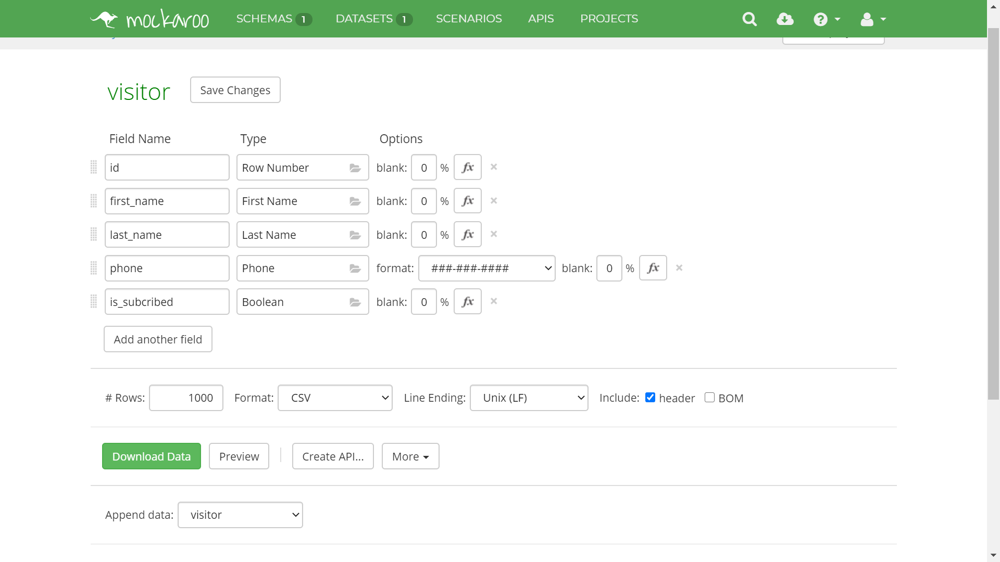 mockaroo SCHEMAS 1 DATASETS 1 SCENARIOS APIS PROJECTS
visitor Save Changes
Field Name Type Options
id Row Number blank: 0 % fx ×
first_name First Name blank: 0 % fx ×
last_name Last Name blank: 0 % fx ×
phone Phone format: ###-###-#### blank: 0 % fx ×
is_subcribed Boolean blank: 0 % fx ×
Add another field
# Rows: 1000 Format: CSV Line Ending: Unix (LF) Include: header BOM
Download Data Preview Create API... More
Append data: visitor